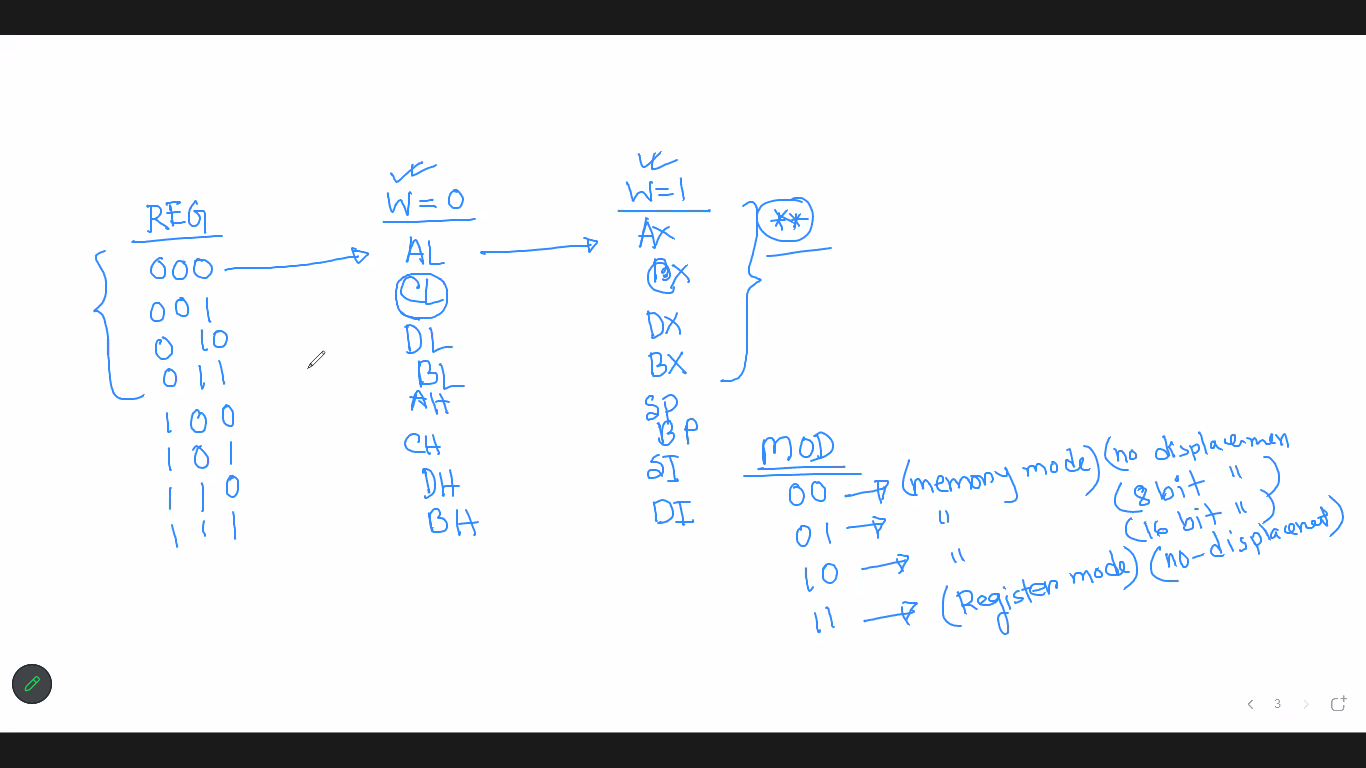 REG W=0 W=1
000 → AL → AX **
001 CL BX
010 DL DX
011 BL BX
100 AH SP
101 CH BP
110 DH SI
111 BH DI
MOD
00 → (memory mode) (no displacemen
01 → " (8 bit " )
10 → " (16 bit " )
11 → (Register mode) (no-displacemet)
3